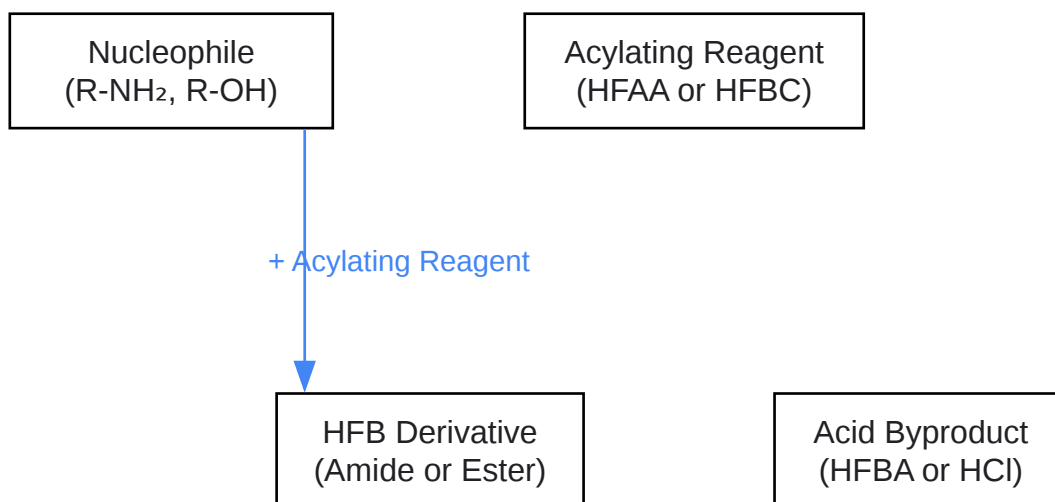 Nucleophile
(R-NH₂, R-OH)
Acylating Reagent
(HFAA or HFBC)
+ Acylating Reagent
HFB Derivative
(Amide or Ester)
Acid Byproduct
(HFBA or HCl)